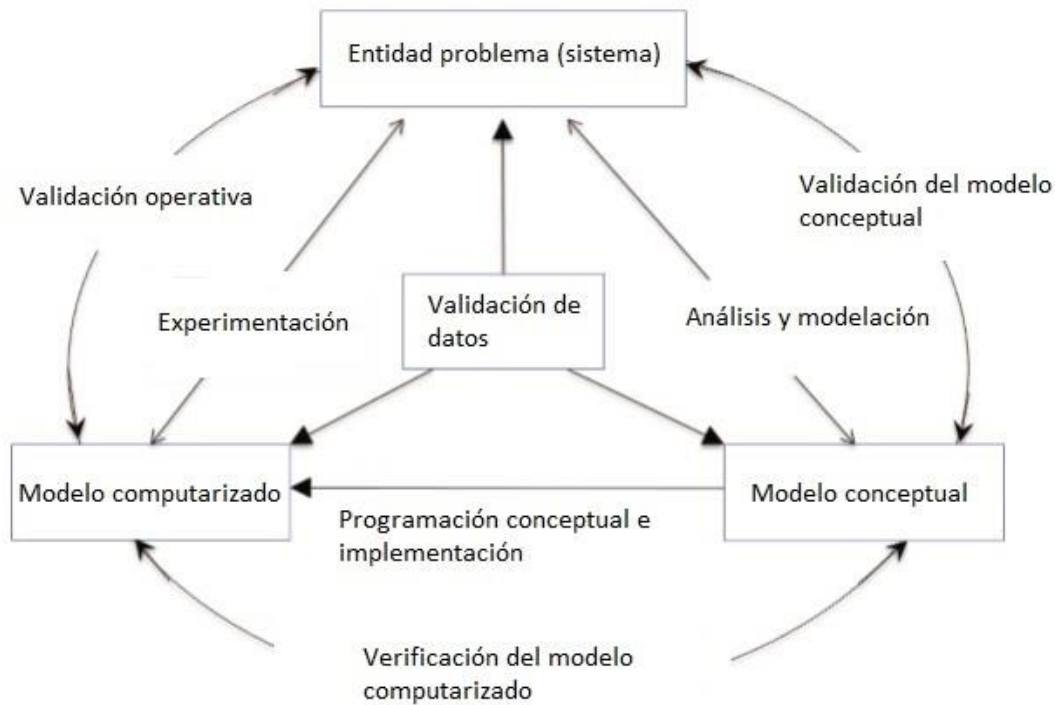 Entidad problema (sistema)
Validación operativa
Validación del modelo
conceptual
Experimentación
Validación de
datos
Análisis y modelación
Modelo computarizado
Modelo conceptual
Programación conceptual e
implementación
Verificación del modelo
computarizado